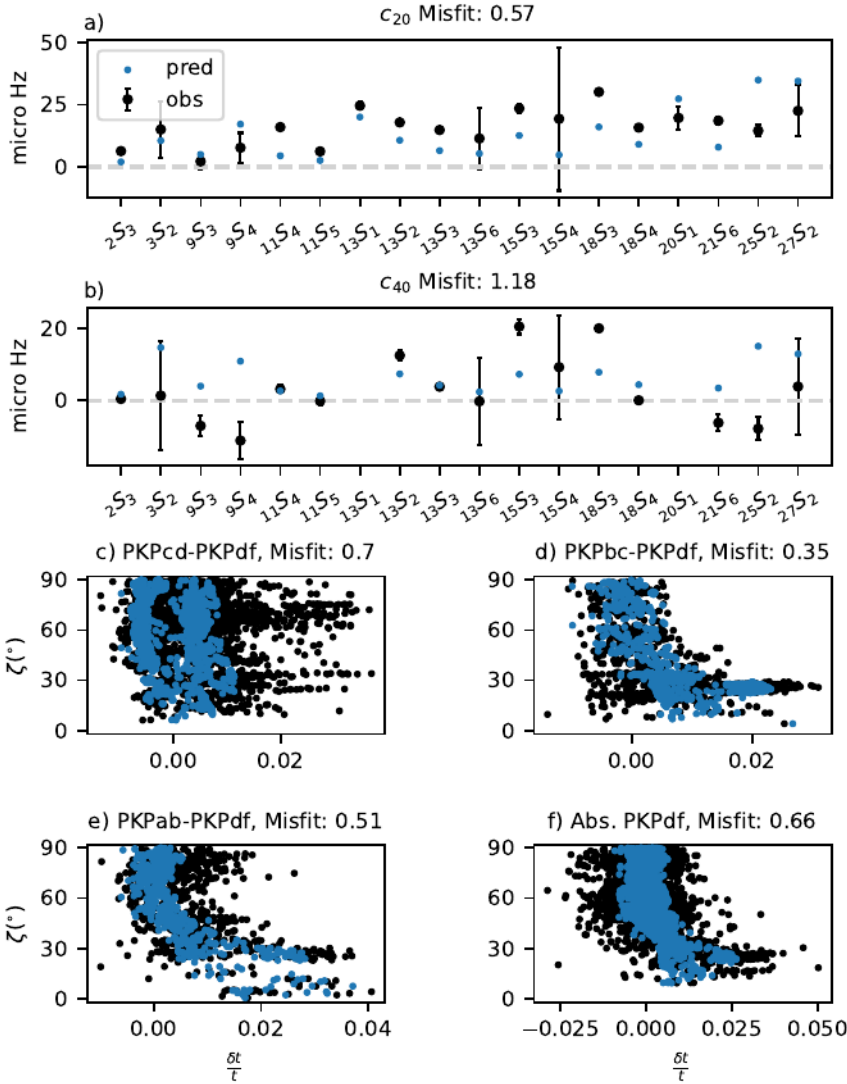 a)
c₂₀ Misfit: 0.57
50
25
0
micro Hz
pred
obs
₂S₃ ₃S₂ ₉S₃ ₉S₄ ₁₁S₄ ₁₁S₅ ₁₃S₁ ₁₃S₂ ₁₃S₃ ₁₃S₆ ₁₅S₃ ₁₅S₄ ₁₈S₃ ₁₈S₄ ₂₀S₁ ₂₁S₆ ₂₅S₂ ₂₇S₂
b)
c₄₀ Misfit: 1.18
20
0
micro Hz
₂S₃ ₃S₂ ₉S₃ ₉S₄ ₁₁S₄ ₁₁S₅ ₁₃S₁ ₁₃S₂ ₁₃S₃ ₁₃S₆ ₁₅S₃ ₁₅S₄ ₁₈S₃ ₁₈S₄ ₂₀S₁ ₂₁S₆ ₂₅S₂ ₂₇S₂
c) PKPcd-PKPdf, Misfit: 0.7
90
60
30
0
ζ(°)
0.00 0.02
d) PKPbc-PKPdf, Misfit: 0.35
90
60
30
0
0.00 0.02
e) PKPab-PKPdf, Misfit: 0.51
90
60
30
0
ζ(°)
0.00 0.02 0.04
δt/t
f) Abs. PKPdf, Misfit: 0.66
90
60
30
0
−0.025 0.000 0.025 0.050
δt/t